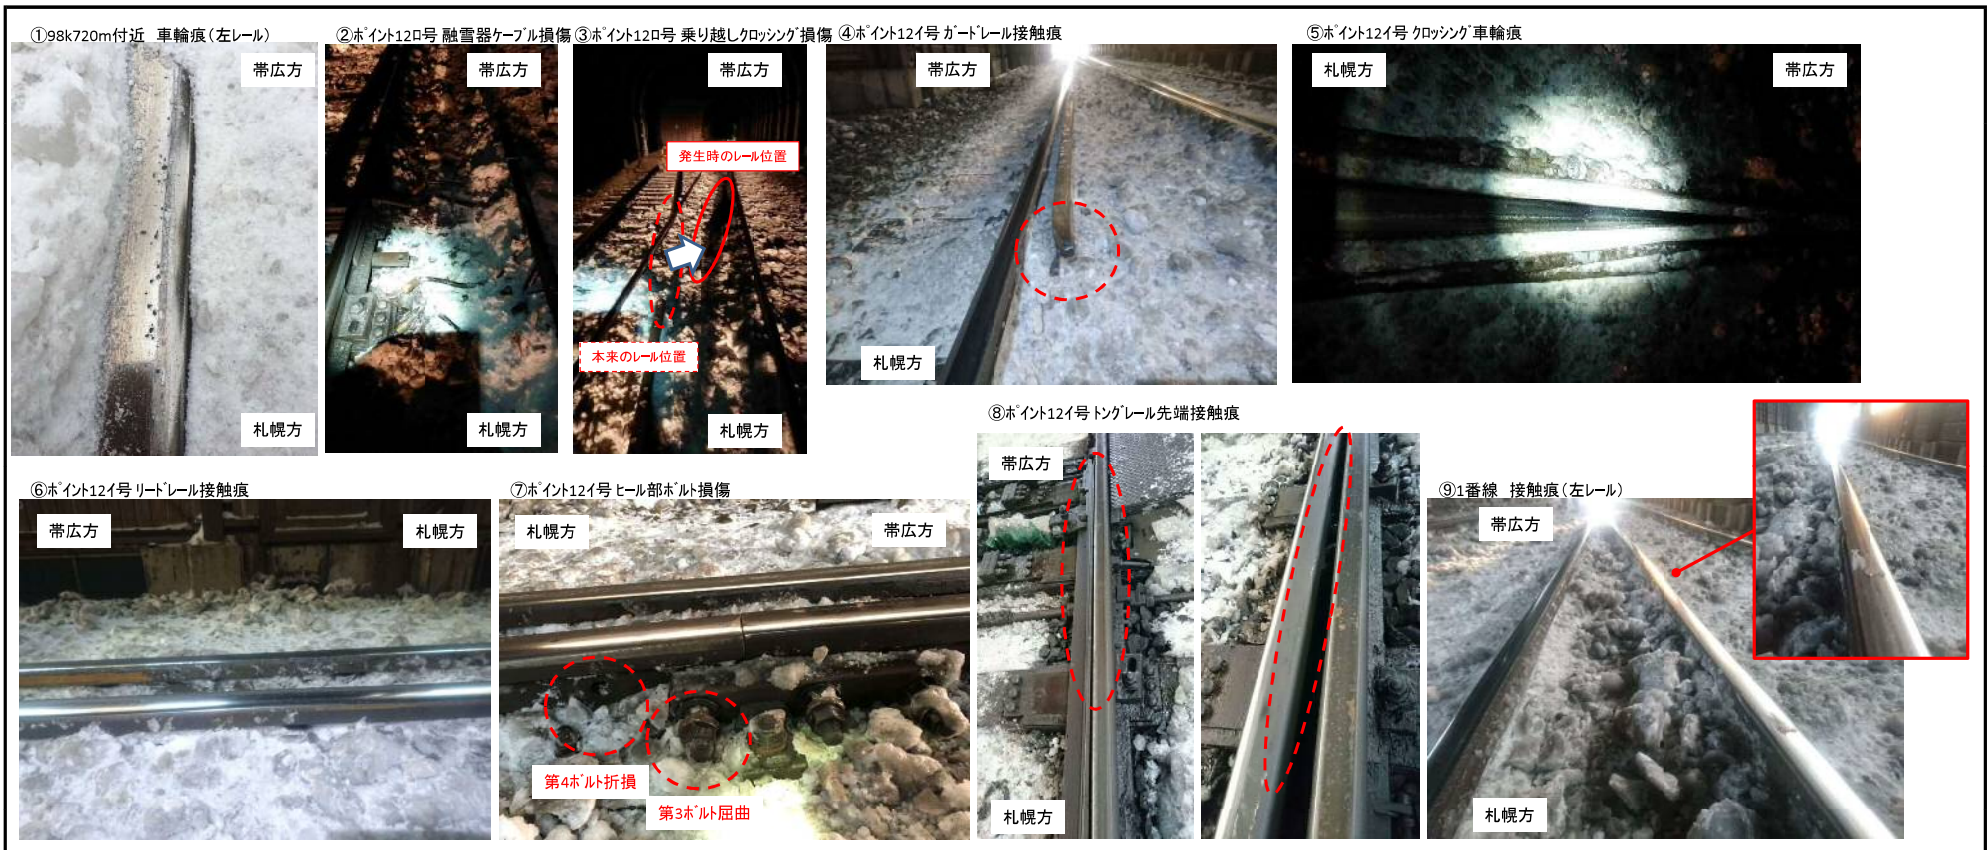 ①98k720m付近 車輪痕(左レール)
帯広方
札幌方
②ポイント12ロ号 融雪器ケーブル損傷
帯広方
札幌方
③ポイント12ロ号 乗り越しクロッシング損傷
帯広方
発生時のレール位置
本来のレール位置
札幌方
④ポイント12イ号 ガードレール接触痕
帯広方
札幌方
⑤ポイント12イ号 クロッシング車輪痕
札幌方
帯広方
⑥ポイント12イ号 リードレール接触痕
帯広方
札幌方
⑦ポイント12イ号 ヒール部ボルト損傷
札幌方
帯広方
第4ボルト折損
第3ボルト屈曲
⑧ポイント12イ号 トングレール先端接触痕
帯広方
札幌方
⑨1番線 接触痕(左レール)
帯広方
札幌方